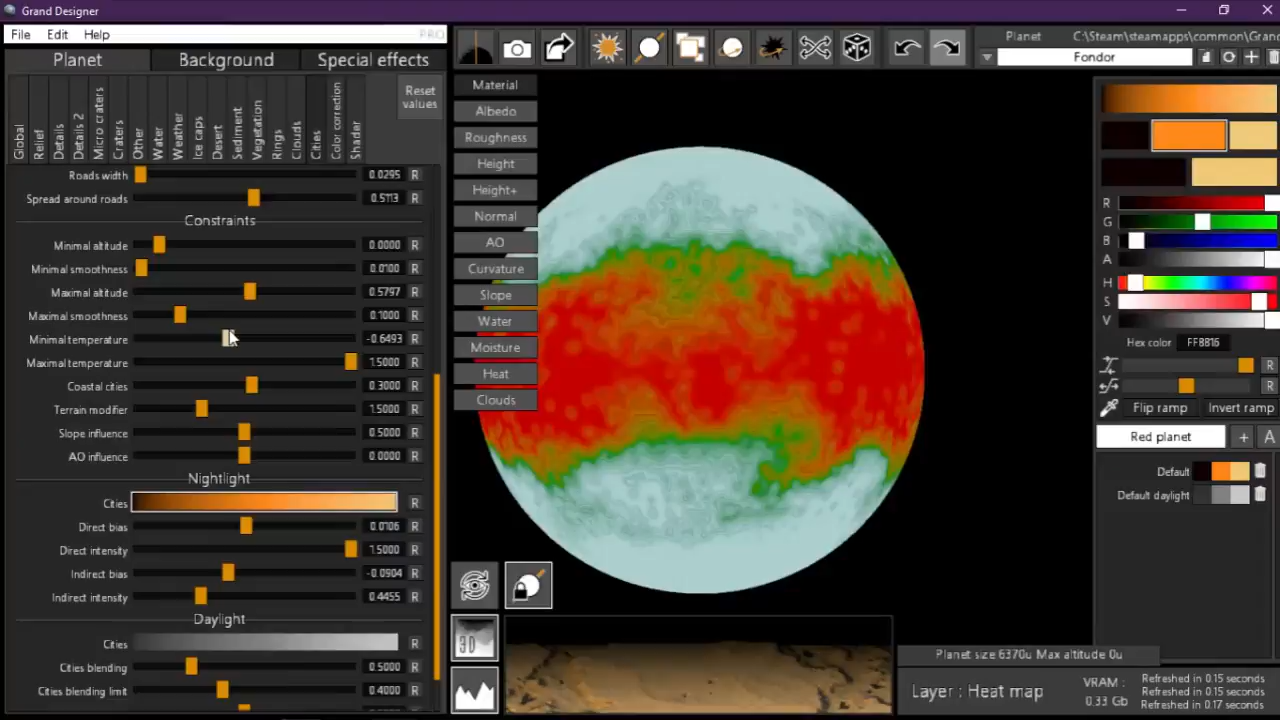 Grand Designer
File Edit Help PRO
Planet Background Special effects
Global Relief Details Details 2 Micro craters Craters Other Water Weather Ice caps Desert Sediment Vegetation Rings Clouds Cities Color correction Shader
Reset values
Roads width 0.0295 R
Spread around roads 0.5113 R
Constraints
Minimal altitude 0.0000 R
Minimal smoothness 0.0100 R
Maximal altitude 0.5797 R
Maximal smoothness 0.1000 R
Minimal temperature -0.6493 R
Maximal temperature 1.5000 R
Coastal cities 0.3000 R
Terrain modifier 1.5000 R
Slope influence 0.5000 R
AO influence 0.0000 R
Nightlight
Cities R
Direct bias 0.0106 R
Direct intensity 1.5000 R
Indirect bias -0.0904 R
Indirect intensity 0.4455 R
Daylight
Cities R
Cities blending 0.5000 R
Cities blending limit 0.4000 R
Material
Albedo
Roughness
Height
Height+
Normal
AO
Curvature
Slope
Water
Moisture
Heat
Clouds
3D
Planet C:\Steam\steamapps\common\Gran
Fondor
R
G
B
A
H
S
V
Hex color FF8816
R
R
Flip ramp Invert ramp
Red planet + A
Default
Default daylight
Planet size 6370u Max altitude 0u
Layer : Heat map
VRAM :
0.33 Gb
Refreshed in 0.15 seconds
Refreshed in 0.15 seconds
Refreshed in 0.17 seconds